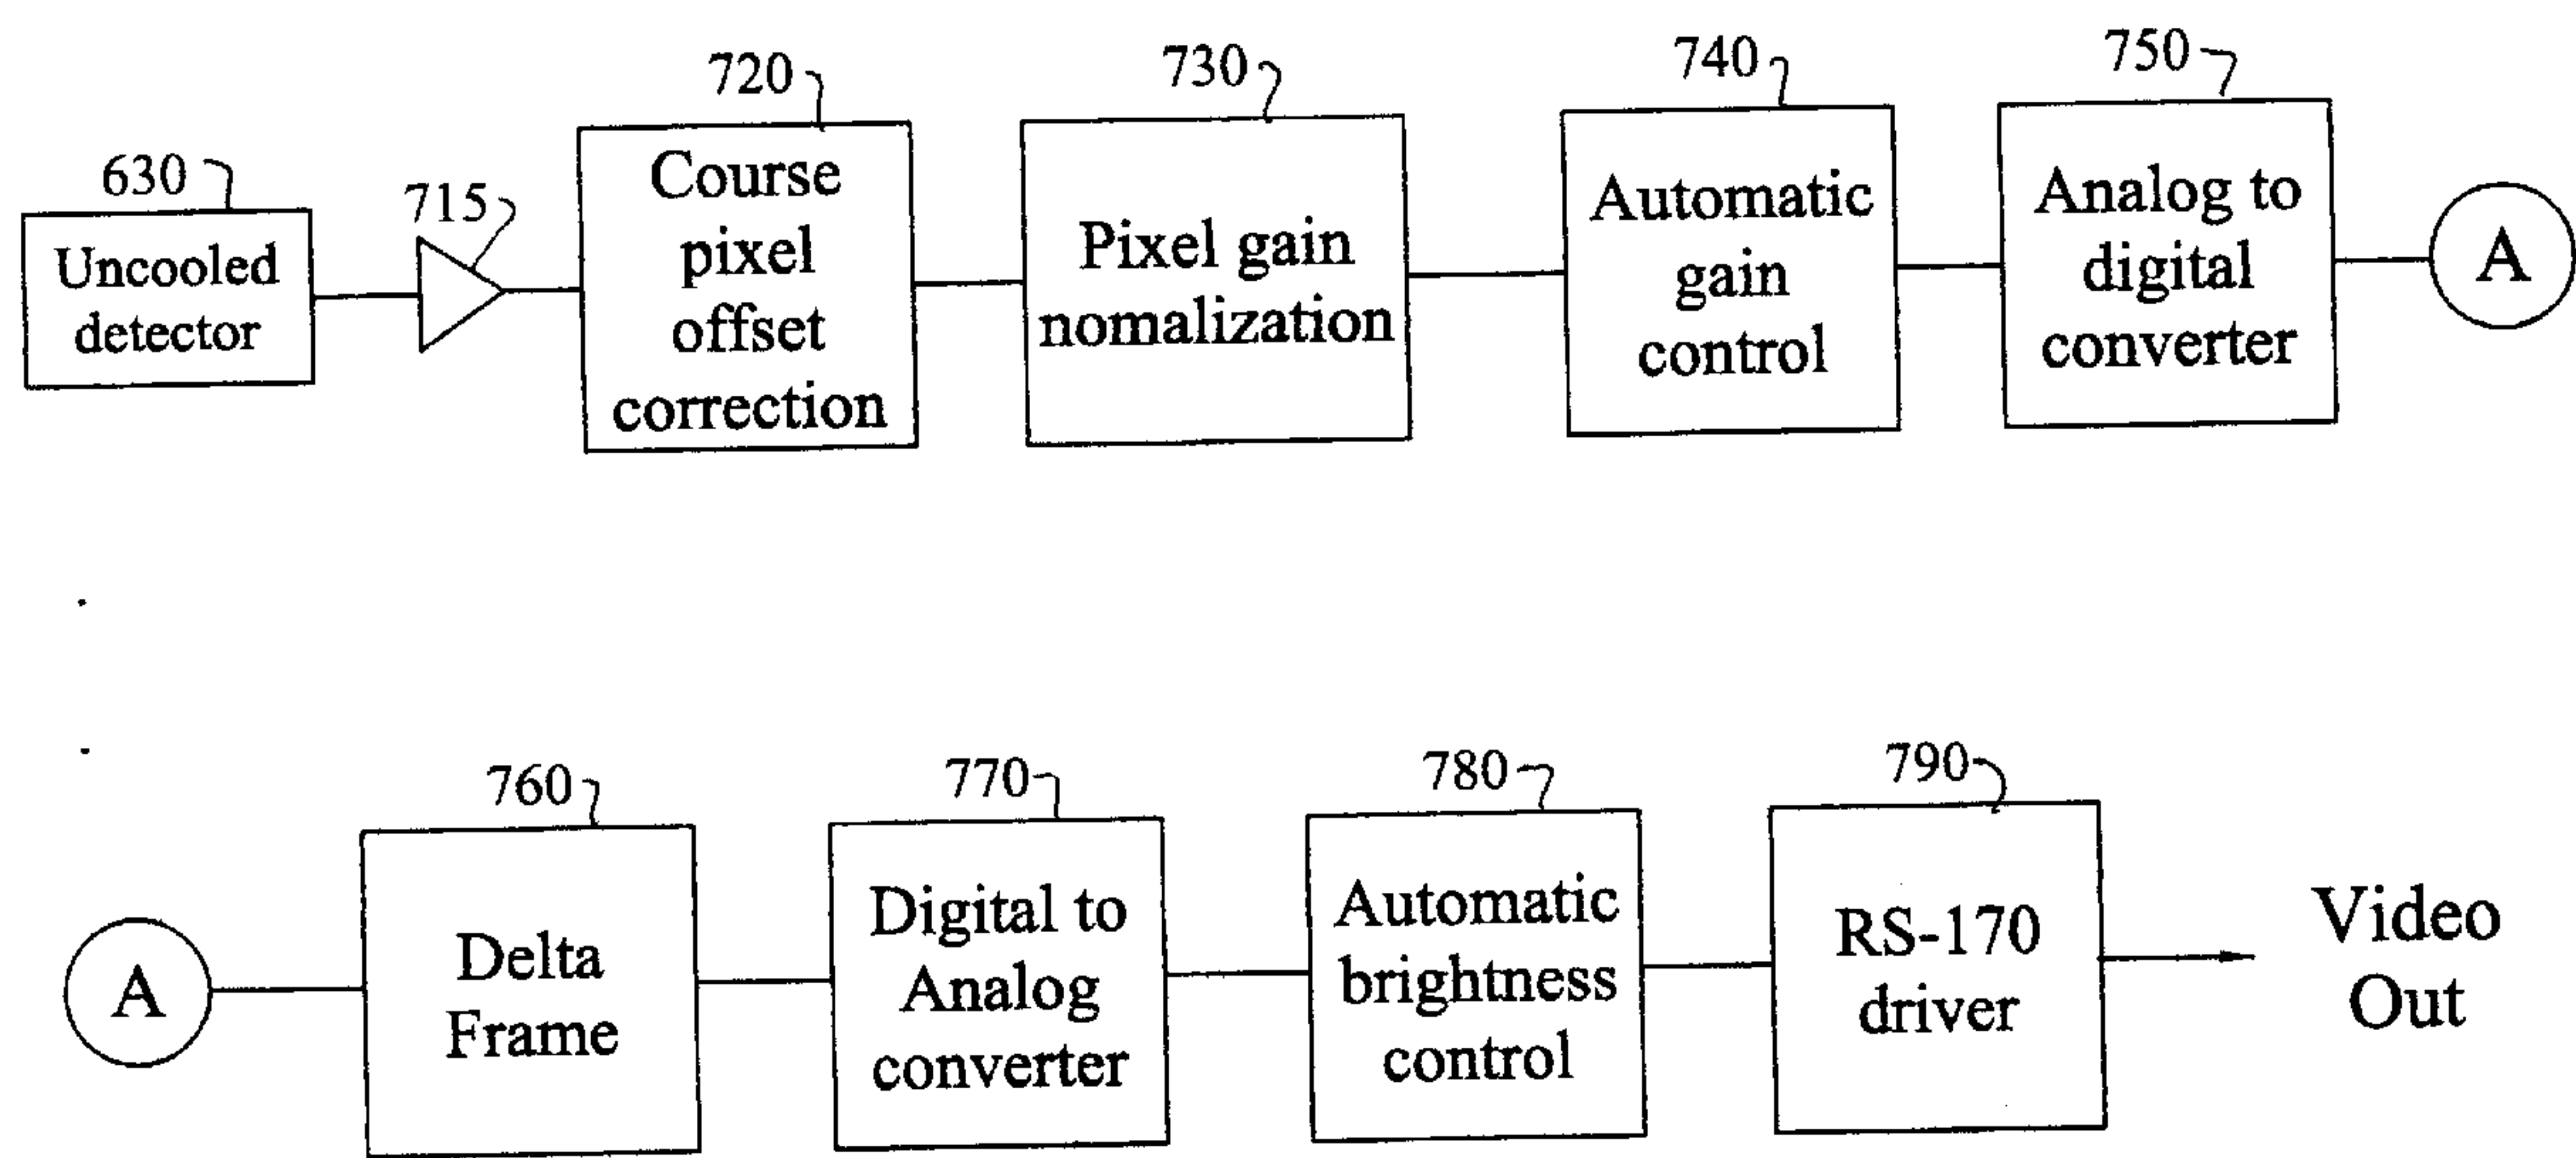 630
Uncooled
detector
715
720
Course
pixel
offset
correction
730
Pixel gain
nomalization
740
Automatic
gain
control
750
Analog to
digital
converter
A
A
760
Delta
Frame
770
Digital to
Analog
converter
780
Automatic
brightness
control
790
RS-170
driver
Video
Out